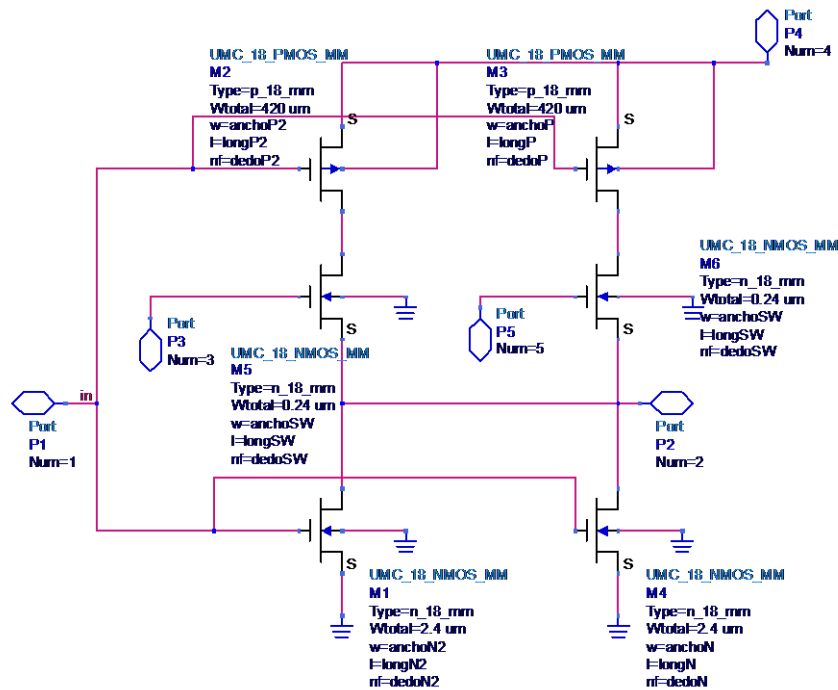 Port
P4
Num=4
UMC_18_PMOS_MM
M2
Type=p_18_mm
Wtotal=420 um
w=anchoP2
l=longP2
nf=dedoP2
S
UMC_18_PMOS_MM
M3
Type=p_18_mm
Wtotal=420 um
w=anchoP
l=longP
nf=dedoP
S
Port
P3
Num=3
S
UMC_18_NMOS_MM
M5
Type=n_18_mm
Wtotal=0.24 um
w=anchoSW
l=longSW
nf=dedoSW
Port
P5
Num=5
S
UMC_18_NMOS_MM
M6
Type=n_18_mm
Wtotal=0.24 um
w=anchoSW
l=longSW
nf=dedoSW
in
Port
P1
Num=1
Port
P2
Num=2
S
UMC_18_NMOS_MM
M1
Type=n_18_mm
Wtotal=2.4 um
w=anchoN2
l=longN2
nf=dedoN2
S
UMC_18_NMOS_MM
M4
Type=n_18_mm
Wtotal=2.4 um
w=anchoN
l=longN
nf=dedoN